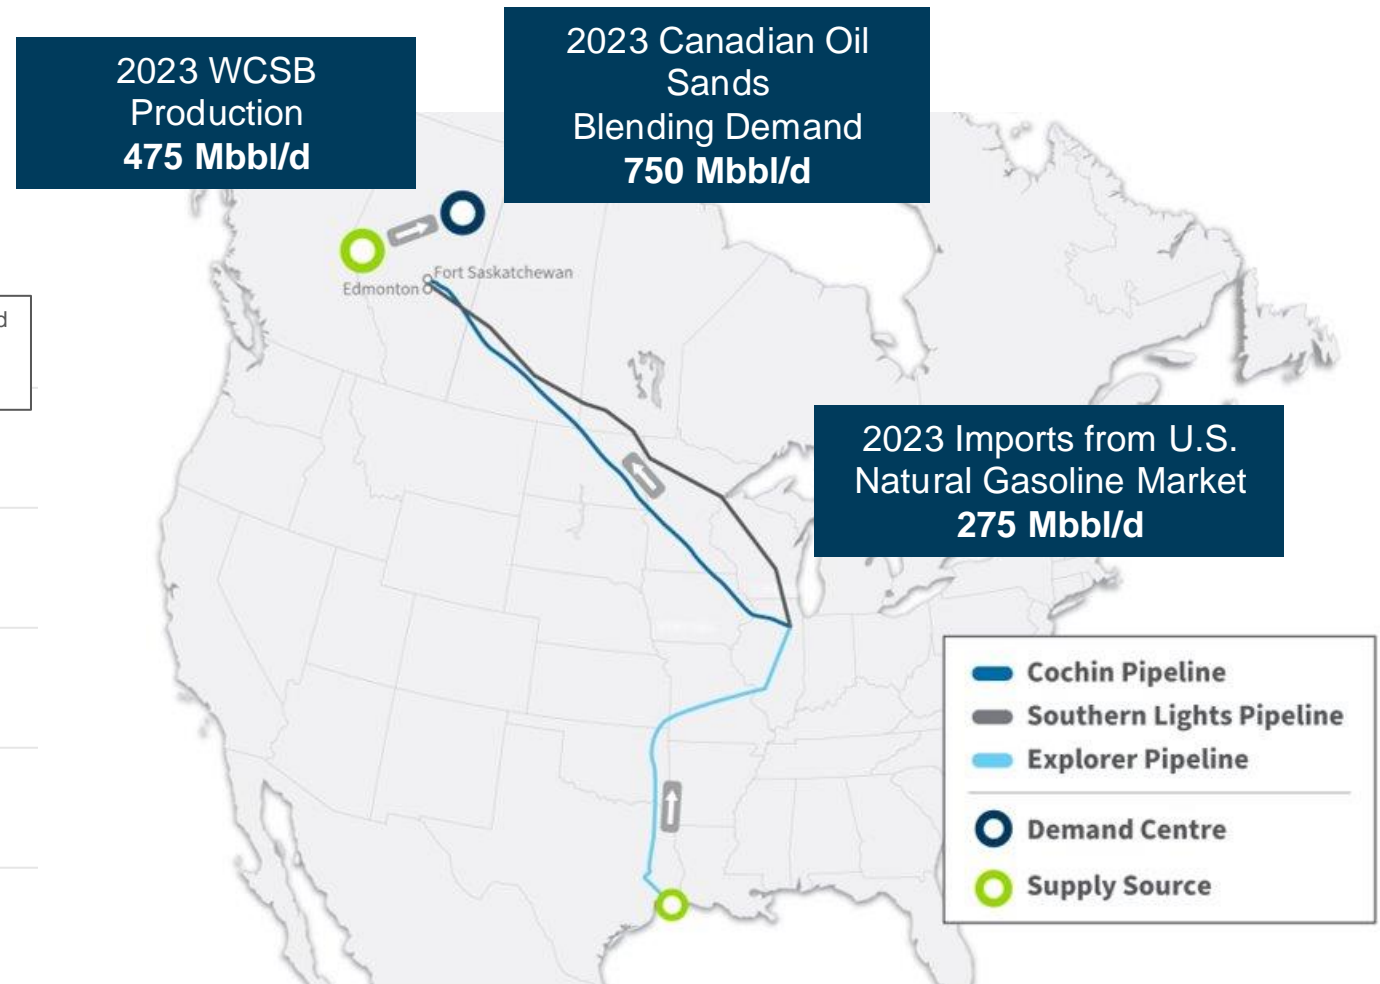 2023 WCSB
Production
475 Mbbl/d
2023 Canadian Oil
Sands
Blending Demand
750 Mbbl/d
d
Fort Saskatchewan
Edmonton
2023 Imports from U.S.
Natural Gasoline Market
275 Mbbl/d
Cochin Pipeline
Southern Lights Pipeline
Explorer Pipeline
Demand Centre
Supply Source